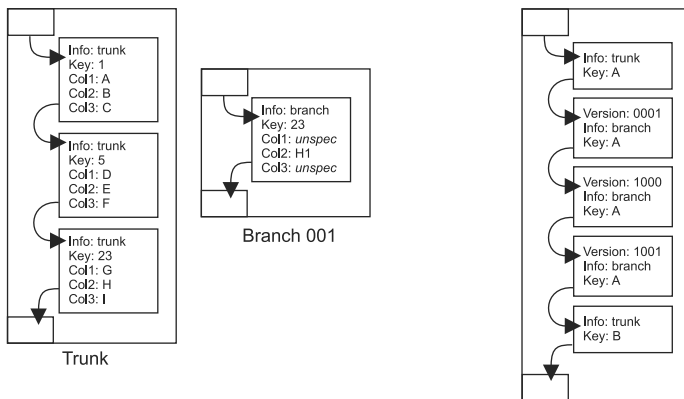 Info: trunk
Key: 1
Col1: A
Col2: B
Col3: C
Info: trunk
Key: 5
Col1: D
Col2: E
Col3: F
Info: trunk
Key: 23
Col1: G
Col2: H
Col3: I
Trunk
Info: branch
Key: 23
Col1: unspec
Col2: H1
Col3: unspec
Branch 001
Info: trunk
Key: A
Version: 0001
Info: branch
Key: A
Version: 1000
Info: branch
Key: A
Version: 1001
Info: branch
Key: A
Info: trunk
Key: B